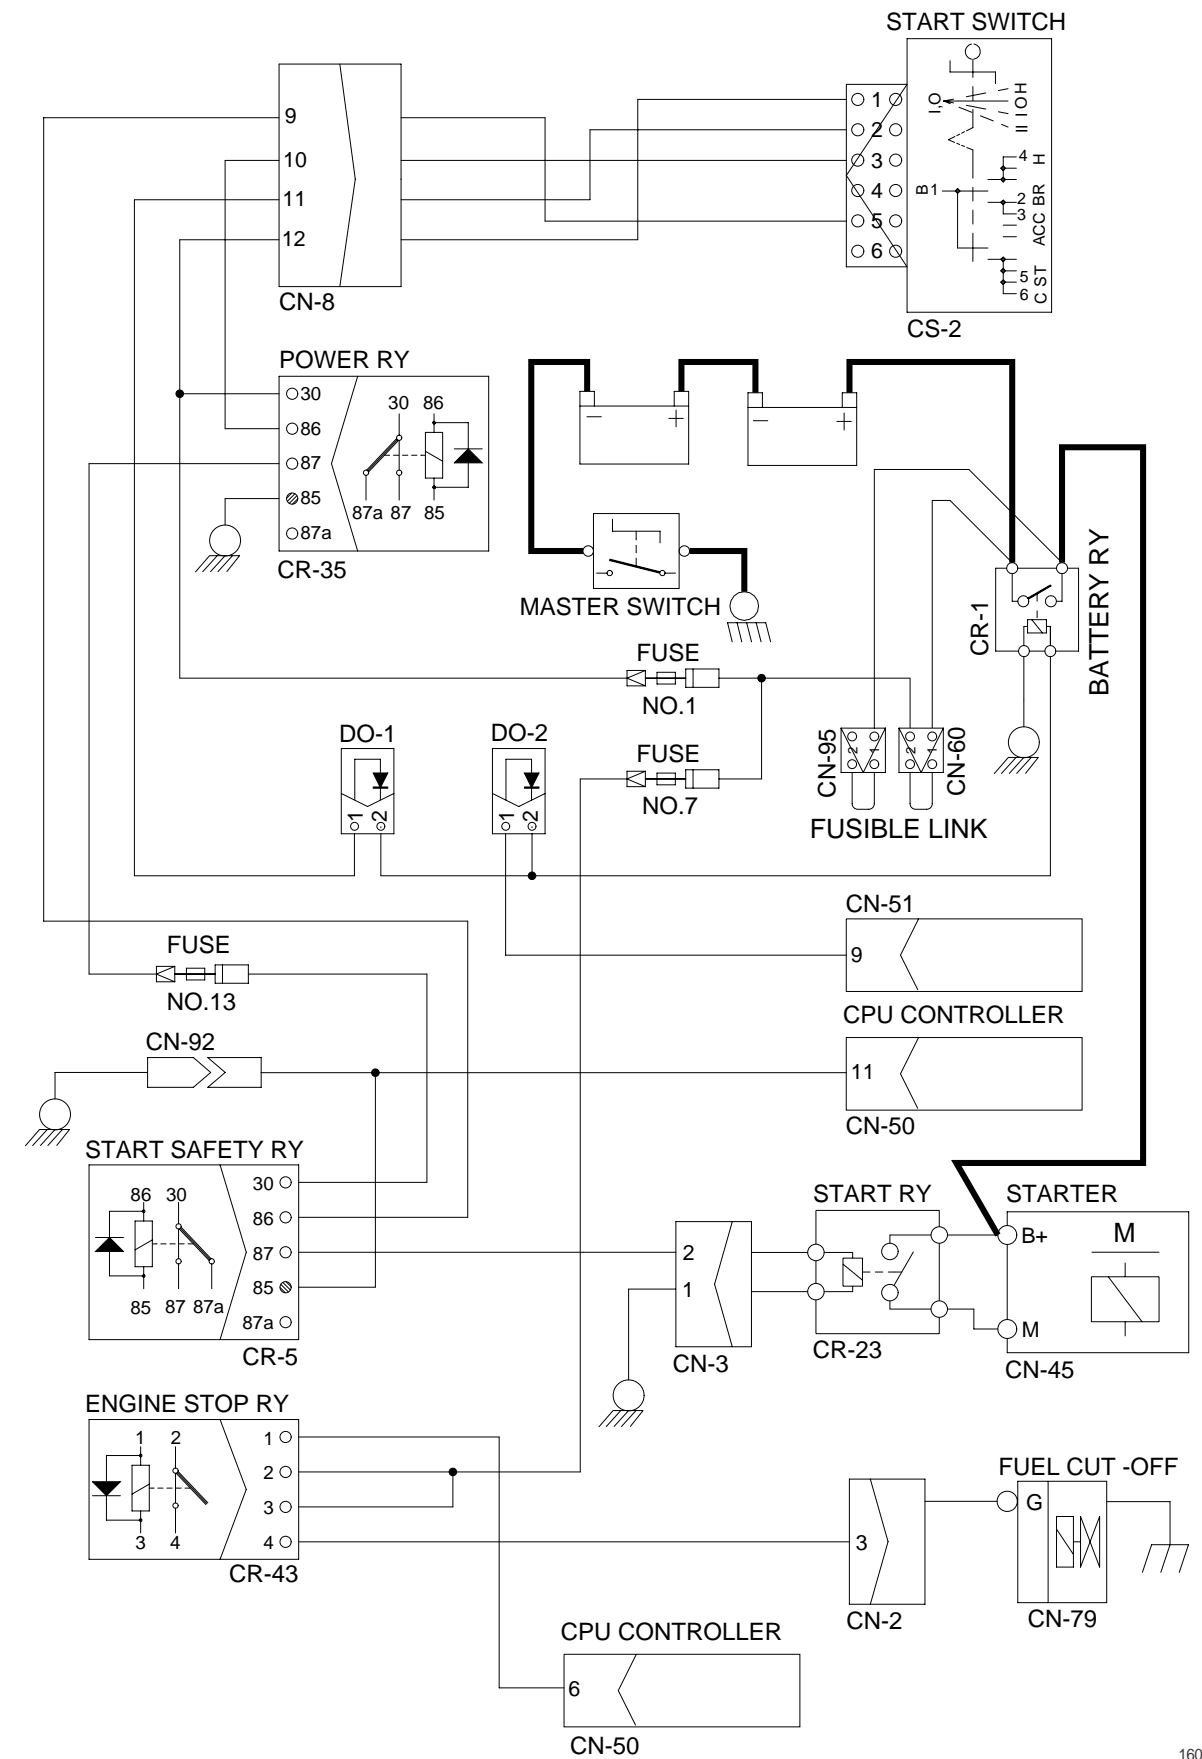 START SWITCH
1
2
3
4
5
6
I,O
H
O
I
II
4 H
B1
2 BR
3 ACC
5 ST
6 C
CS-2
9
10
11
12
CN-8
POWER RY
30
86
87
85
87a
30 86
87a 87 85
CR-35
- +
- +
MASTER SWITCH
CR-1
BATTERY RY
FUSE
NO.1
FUSE
NO.7
DO-1
1 2
DO-2
1 2
CN-95
2 1
2 1
CN-60
FUSIBLE LINK
CN-51
9
CPU CONTROLLER
11
CN-50
FUSE
NO.13
CN-92
START SAFETY RY
86 30
85 87 87a
30
86
87
85
87a
CR-5
2
1
CN-3
START RY
CR-23
STARTER
B+
M
M
CN-45
ENGINE STOP RY
1 2
3 4
1
2
3
4
CR-43
3
CN-2
FUEL CUT -OFF
G
CN-79
CPU CONTROLLER
6
CN-50
160